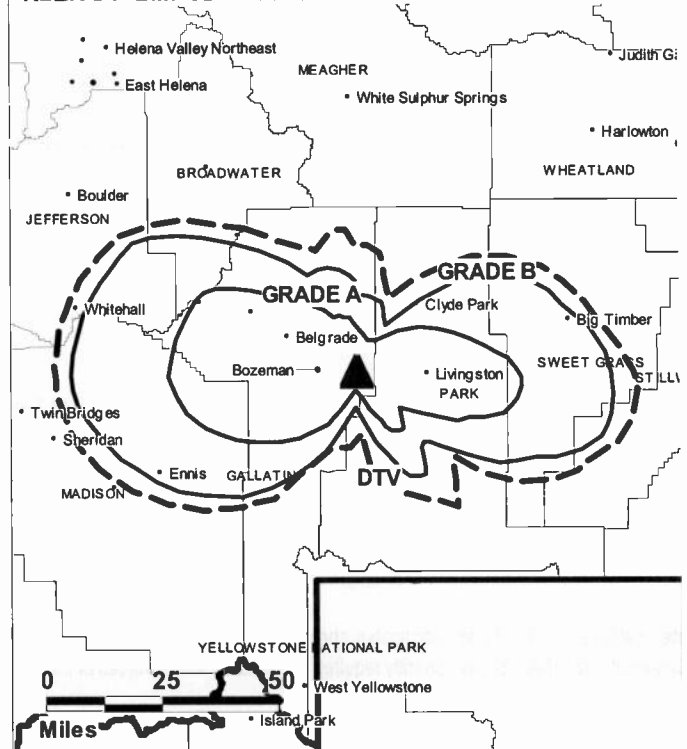 Helena Valley Northeast
Judith Ga
MEAGHER
East Helena
White Sulphur Springs
Harlowton
BROADWATER
WHEATLAND
Boulder
JEFFERSON
GRADE B
GRADE A
Clyde Park
Whitehall
Big Timber
Belgrade
SWEET GRASS
Bozeman
Livingston
STILLW
PARK
Twin Bridges
Sheridan
Ennis
GALLATIN
DTV
MADISON
YELLOWSTONE NATIONAL PARK
0 25 50
West Yellowstone
Island Park
Miles